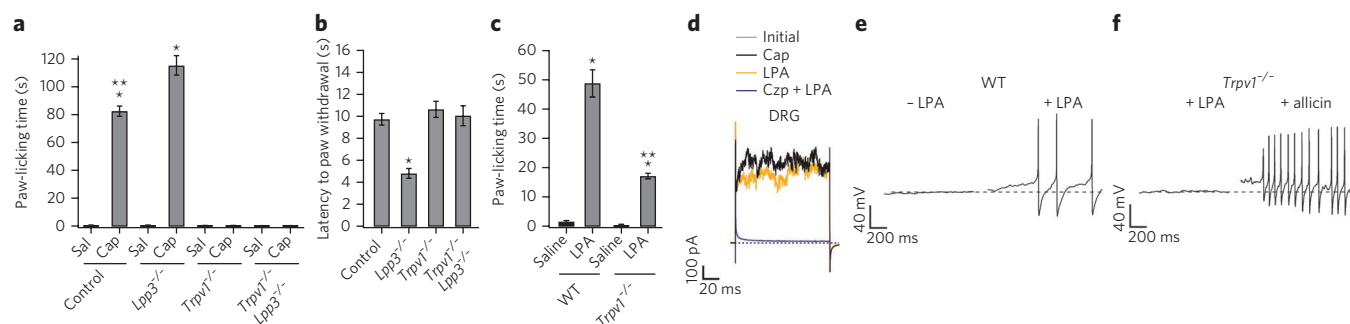 a
Paw-licking time (s)
120
100
80
60
40
20
0
★★
★
★
Sal
Cap
Sal
Cap
Sal
Cap
Sal
Cap
Control
Lpp3⁻/⁻
Trpv1⁻/⁻
Trpv1⁻/⁻
Lpp3⁻/⁻
b
Latency to paw withdrawal (s)
16
14
12
10
8
6
4
2
0
★
Control
Lpp3⁻/⁻
Trpv1⁻/⁻
Trpv1⁻/⁻
Lpp3⁻/⁻
c
Paw-licking time (s)
60
50
40
30
20
10
0
★
★★
★
Saline
LPA
Saline
LPA
WT
Trpv1⁻/⁻
d
Initial
Cap
LPA
Czp + LPA
DRG
100 pA
20 ms
e
WT
– LPA
+ LPA
40 mV
200 ms
f
Trpv1⁻/⁻
+ LPA
+ allicin
40 mV
200 ms